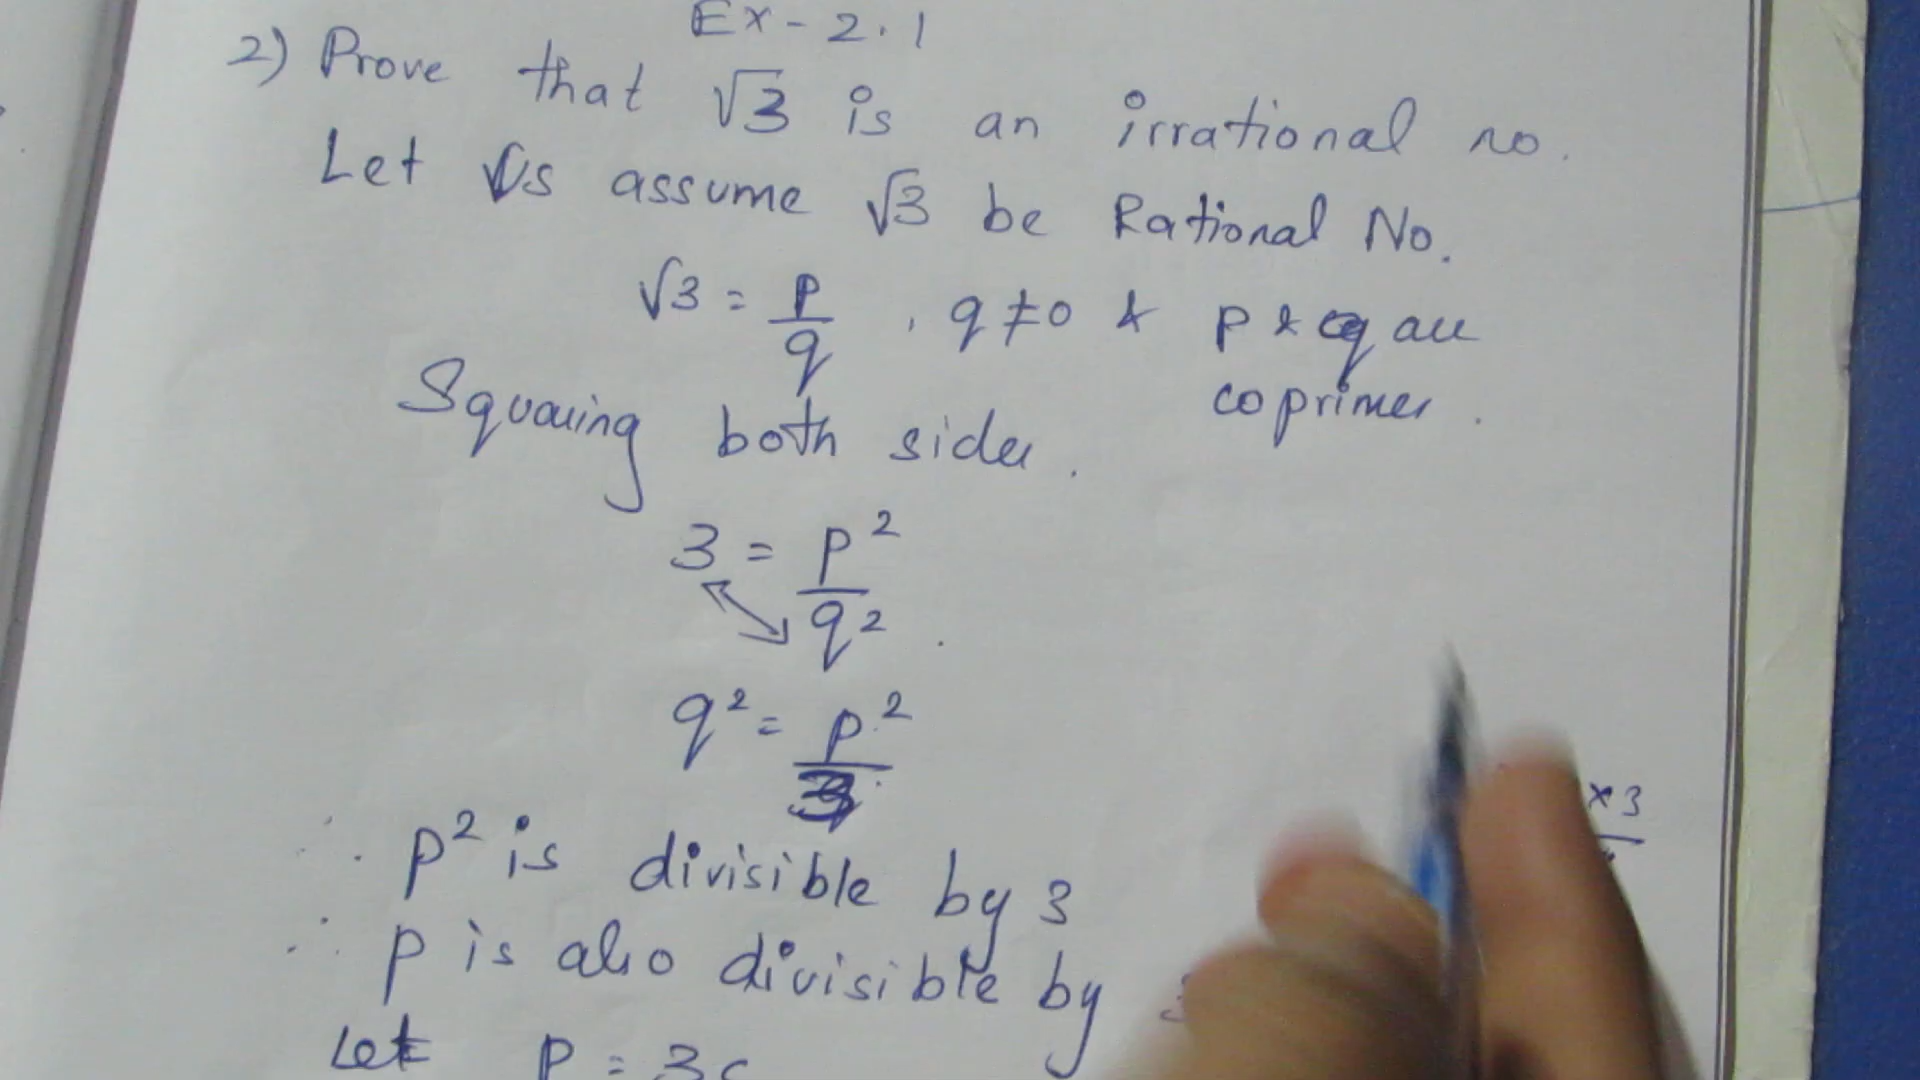 Ex - 2.1
2) Prove that √3 is an irrational no.
Let Us assume √3 be Rational No.
√3 = p/q , q ≠ 0 & p & q are
coprimes.
Squaring both sides.
3 = p²/q²
q² = p²/3
x 3
∴ p² is divisible by 3
∴ p is also divisible by
Let p = 3c